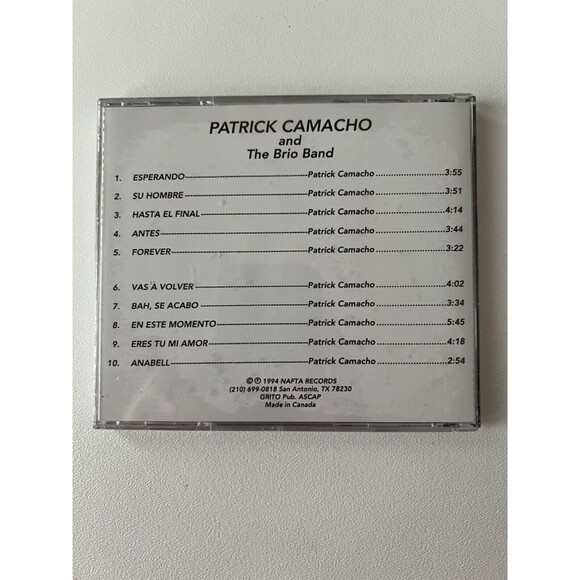 PATRICK CAMACHO
and
The Brio Band
1. ESPERANDO Patrick Camacho 3:55
2. SU HOMBRE Patrick Camacho 3:51
3. HASTA EL FINAL Patrick Camacho 4:14
4. ANTES Patrick Camacho 3:44
5. FOREVER Patrick Camacho 3:22
6. VAS A VOLVER Patrick Camacho 4:02
7. BAH, SE ACABO Patrick Camacho 3:34
8. EN ESTE MOMENTO Patrick Camacho 5:45
9. ERES TU MI AMOR Patrick Camacho 4:18
10. ANABELL Patrick Camacho 2:54
© ℗ 1994 NAFTA RECORDS
(210) 699-0818 San Antonio, TX 78230
GRITO Pub. ASCAP
Made in Canada